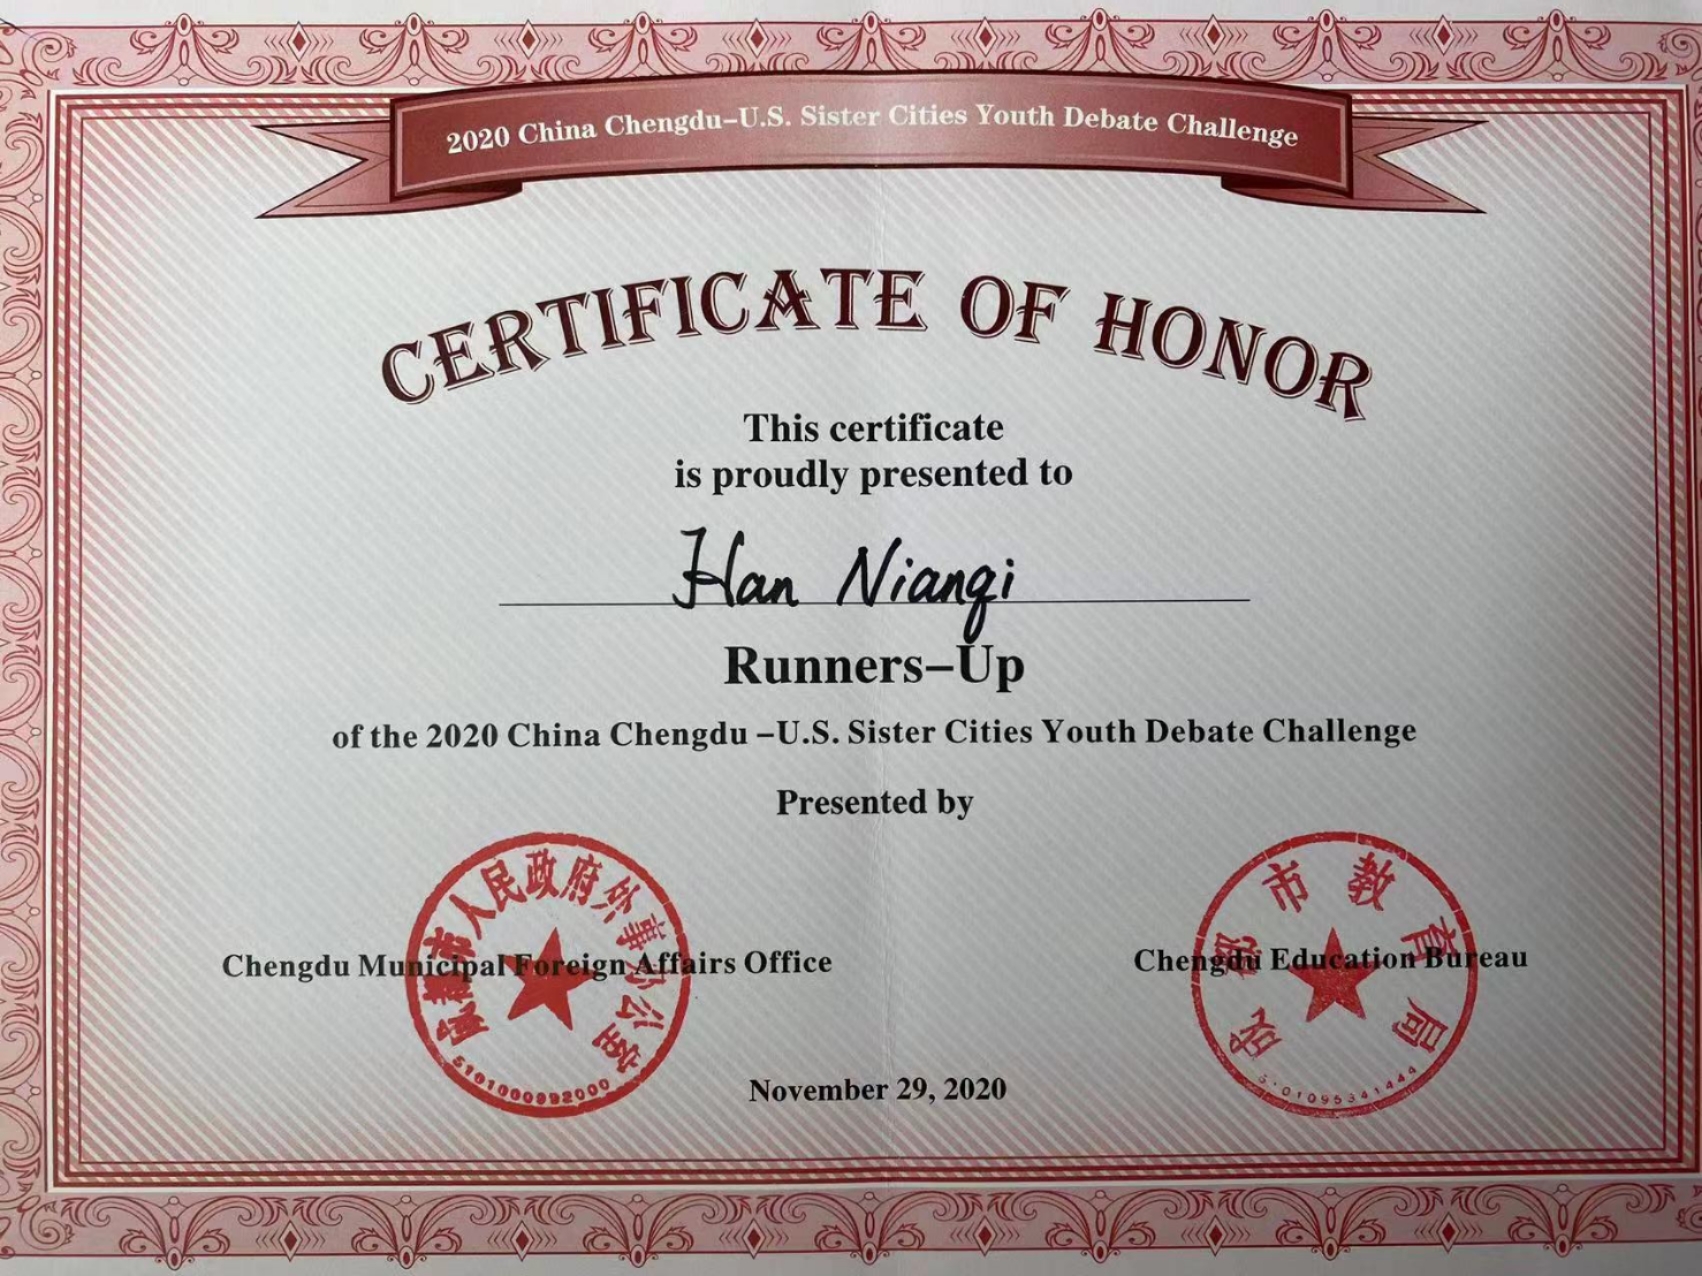 2020 China Chengdu–U.S. Sister Cities Youth Debate Challenge
CERTIFICATE OF HONOR
This certificate
is proudly presented to
Han Nianqi
Runners–Up
of the 2020 China Chengdu –U.S. Sister Cities Youth Debate Challenge
Presented by
成都市人民政府外事办公室
Chengdu Municipal Foreign Affairs Office
5101000992000
成都市教育局
Chengdu Education Bureau
November 29, 2020